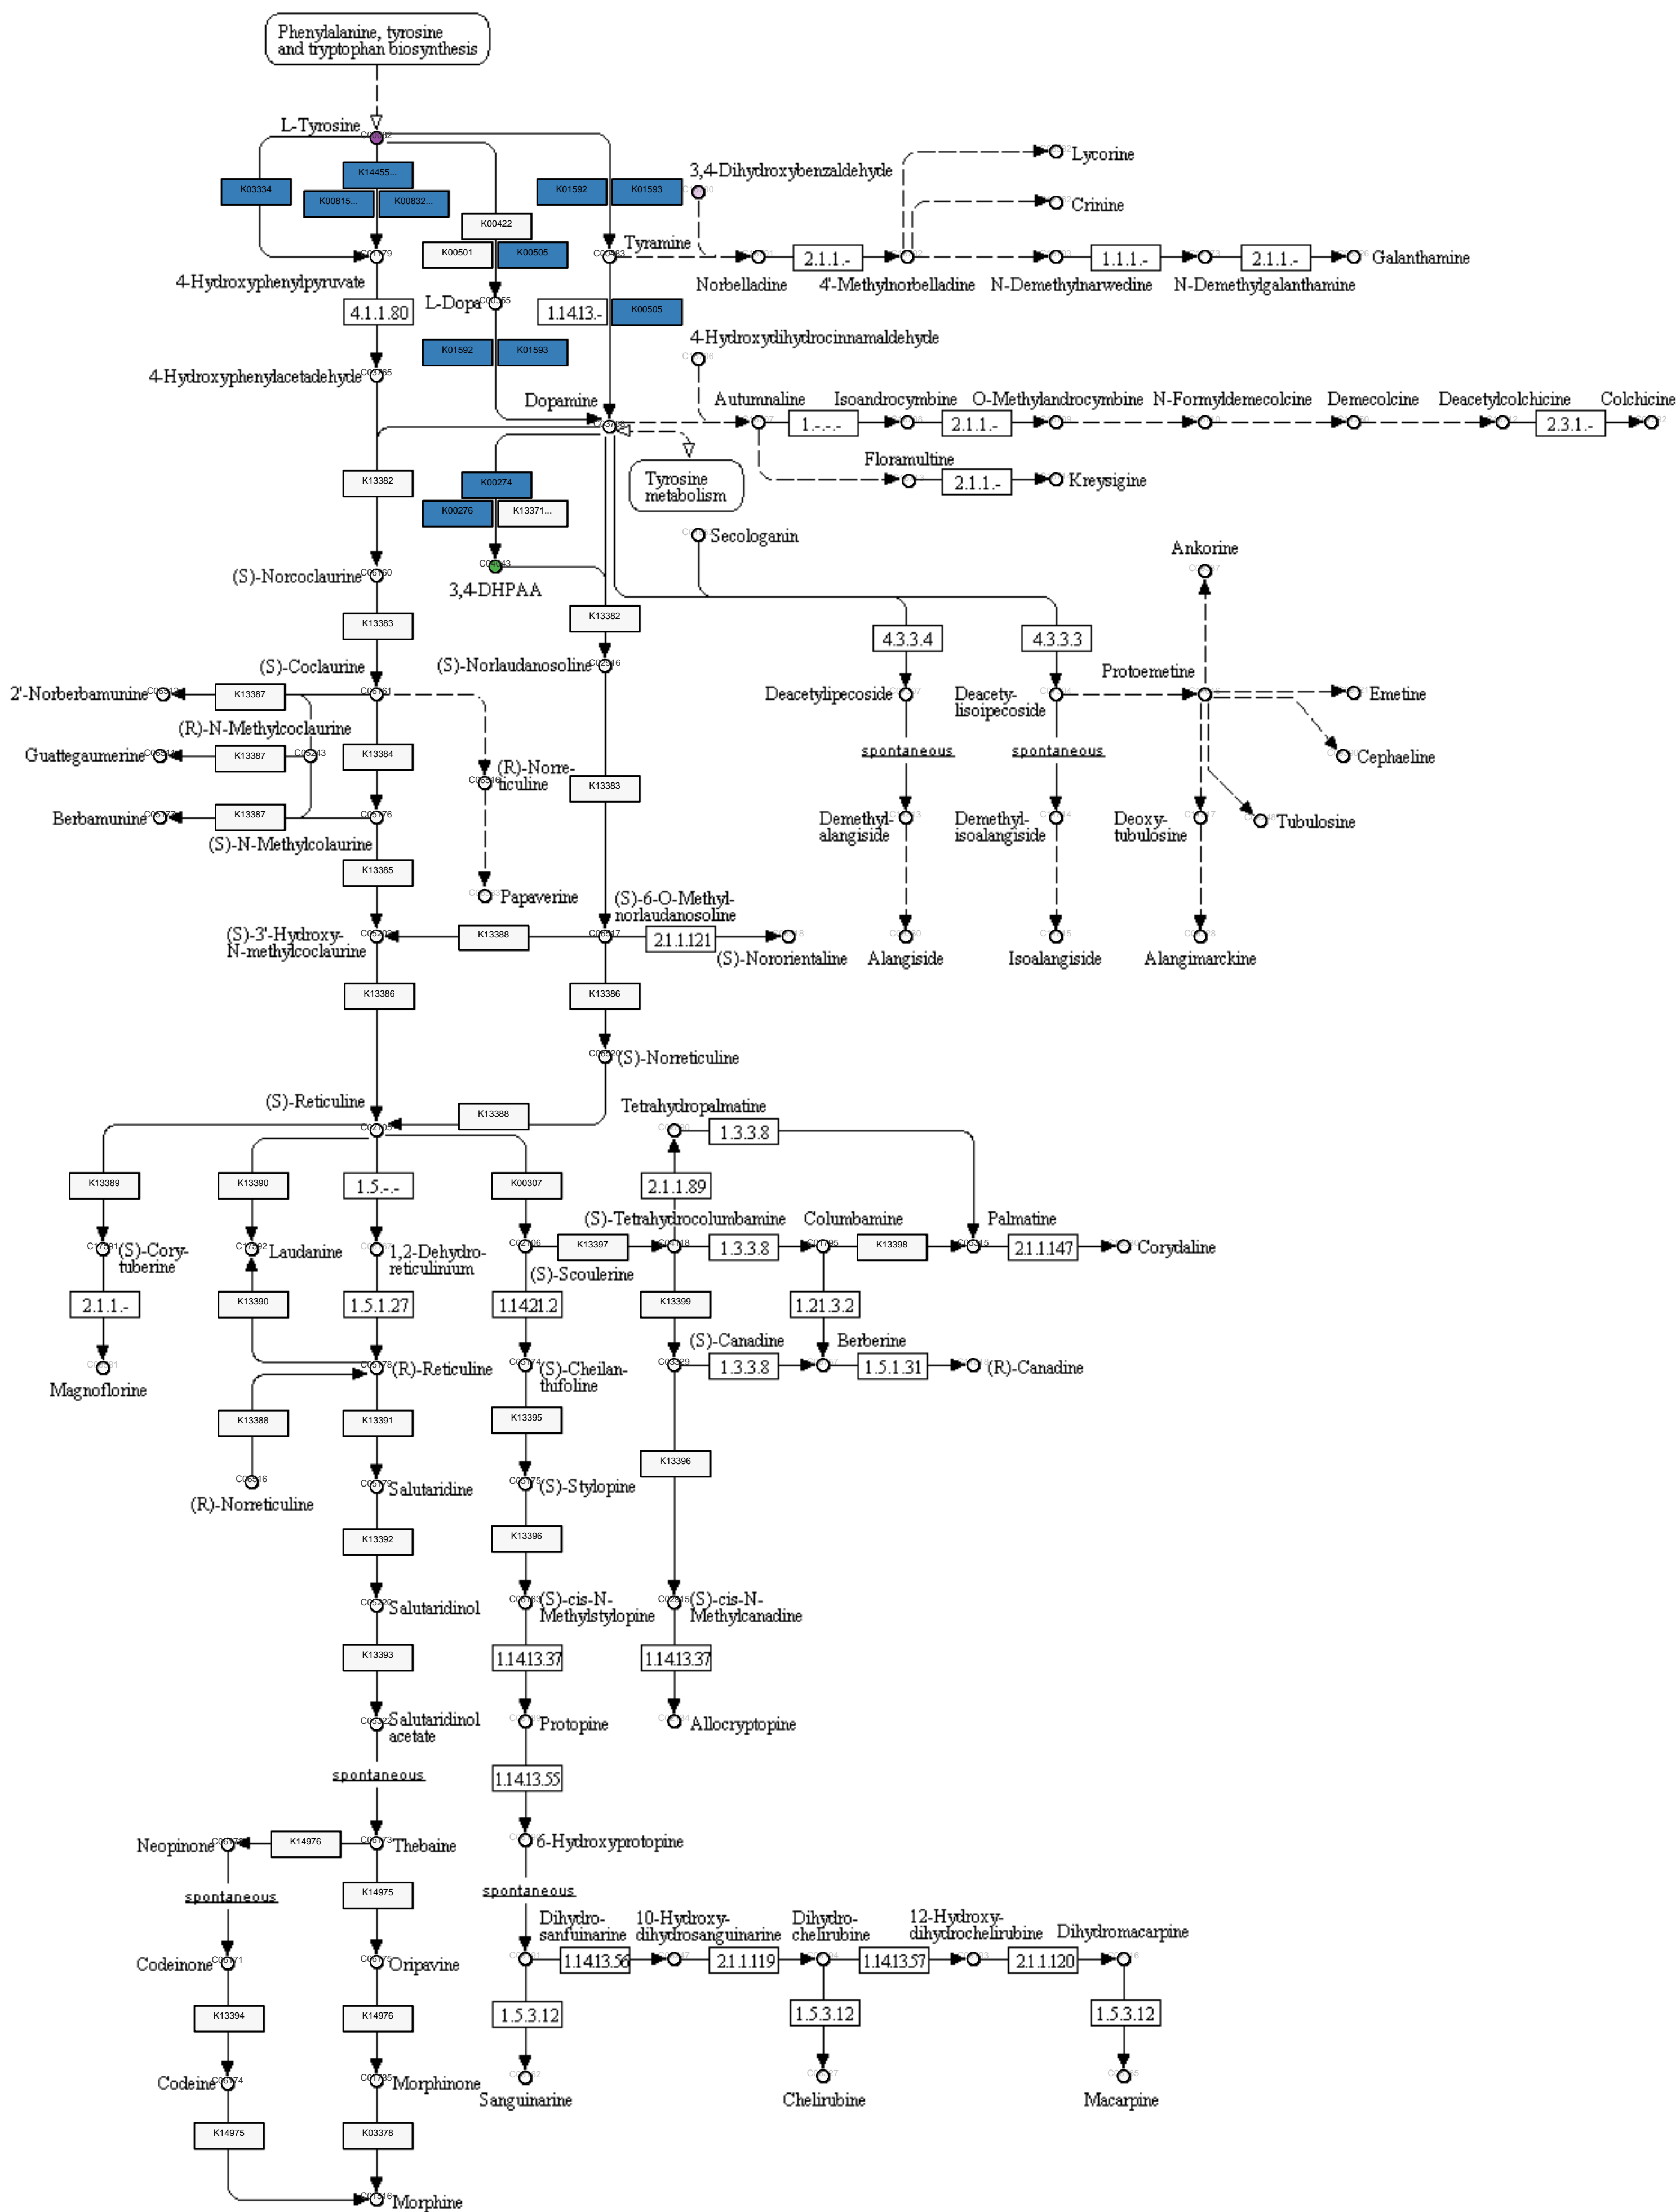 Phenylalanine, tyrosine
and tryptophan biosynthesis
L-Tyrosine
3,4-Dihydroxybenzaldehyde
Lycorine
Crinine
K03334
K14455...
K00815...
K00832...
K01592
K01593
K00422
K00501
K00505
Tyramine
4-Hydroxyphenylpyruvate
Norbelladine
2.1.1.-
4'-Methylnorbelladine
N-Demethylnarwedine
1.1.1.-
N-Demethylgalanthamine
2.1.1.-
Galanthamine
4.1.1.80
L-Dopa
1.14.13.-
K00505
K01592
K01593
4-Hydroxydihydrocinnamaldehyde
4-Hydroxyphenylacetadehyde
Dopamine
Autumnaline
1.-.-.-
Isoandrocymbine
2.1.1.-
O-Methylandrocymbine
N-Formyldemecolcine
Demecolcine
Deacetylcolchicine
2.3.1.-
Colchicine
Floramultine
2.1.1.-
Kreysigine
Tyrosine
metabolism
K13382
K00274
K00276
K13371...
Secologanin
Ankorine
(S)-Norcoclaurine
3,4-DHPAA
K13383
K13382
4.3.3.4
4.3.3.3
(S)-Coclaurine
(S)-Norlaudanosoline
Protoemetine
2'-Norberbamunine
K13387
Deacetylipecoside
Deacety-
lisoipecoside
Emetine
(R)-N-Methylcoclaurine
Guattegaumerine
K13387
K13384
spontaneous
spontaneous
Cephaeline
(R)-Norre-
ticuline
K13383
Berbamunine
K13387
(S)-N-Methylcolaurine
Demethyl-
alangiside
Demethyl-
isoalangiside
Deoxy-
tubulosine
Tubulosine
K13385
Papaverine
(S)-6-O-Methyl-
norlaudanosoline
(S)-3'-Hydroxy-
N-methylcoclaurine
K13388
2.1.1.121
(S)-Nororientaline
Alangiside
Isoalangiside
Alangimarckine
K13386
K13386
(S)-Norreticuline
(S)-Reticuline
K13388
Tetrahydropalmatine
1.3.3.8
K13389
K13390
1.5.-.-
K00307
2.1.1.89
(S)-Tetrahydrocolumbamine
Columbamine
Palmatine
C17591
(S)-Cory-
tuberine
C17592
Laudanine
1,2-Dehydro-
reticulinium
C02106
K13397
(S)-Scoulerine
1.3.3.8
K13398
2.1.1.147
Corydaline
2.1.1.-
K13390
1.5.1.27
1.14.21.2
K13399
1.21.3.2
(S)-Canadine
Berberine
(R)-Reticuline
(S)-Cheilan-
thifoline
1.3.3.8
1.5.1.31
(R)-Canadine
Magnoflorine
K13388
K13391
K13395
K13396
C06516
(R)-Norreticuline
Salutaridine
(S)-Stylopine
K13392
K13396
Salutaridinol
(S)-cis-N-
Methylstylopine
(S)-cis-N-
Methylcanadine
K13393
1.14.13.37
1.14.13.37
Salutaridinol
acetate
Protopine
Allocryptopine
spontaneous
1.14.13.55
Neopinone
K14976
Thebaine
6-Hydroxyprotopine
spontaneous
K14975
spontaneous
Dihydro-
sanfuinarine
10-Hydroxy-
dihydrosanguinarine
Dihydro-
chelirubine
12-Hydroxy-
dihydrochelirubine
Dihydromacarpine
Codeinone
Oripavine
1.14.13.56
2.1.1.119
1.14.13.57
2.1.1.120
K13394
K14976
1.5.3.12
1.5.3.12
1.5.3.12
Codeine
Morphinone
Sanguinarine
Chelirubine
Macarpine
K14975
K03378
Morphine